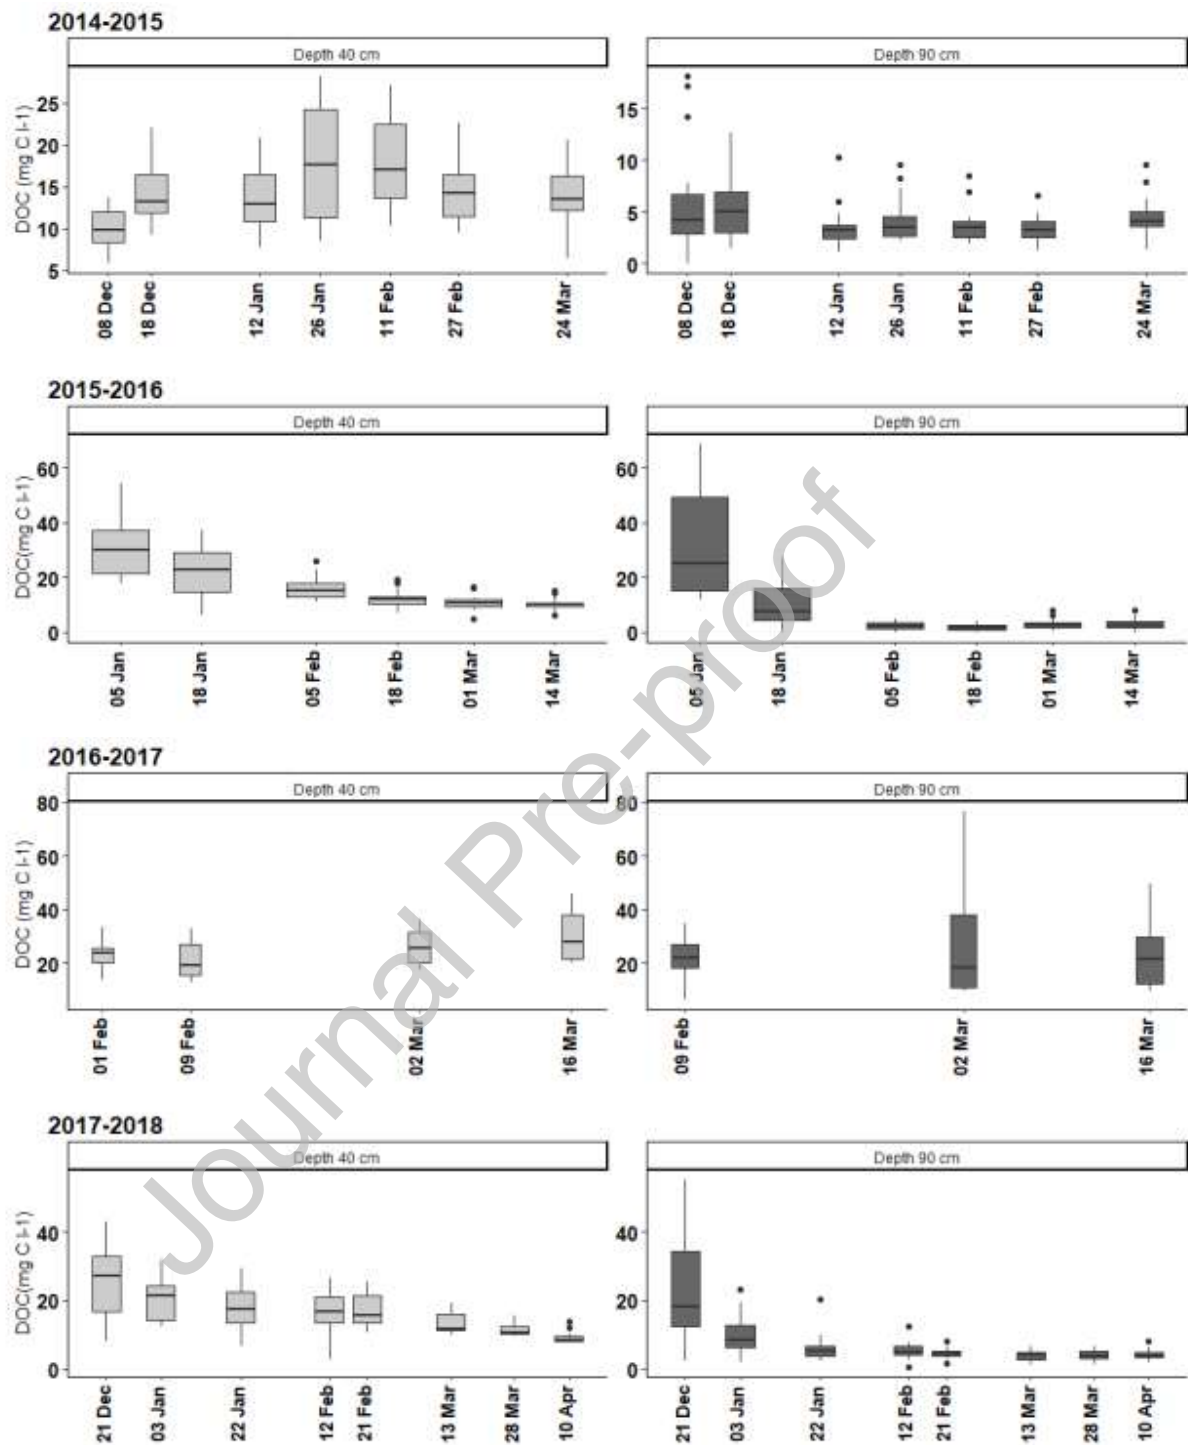 2014-2015
Depth 40 cm
Depth 90 cm
DOC (mg C l-1)
25
20
15
10
5
15
10
5
0
08 Dec
18 Dec
12 Jan
26 Jan
11 Feb
27 Feb
24 Mar
08 Dec
18 Dec
12 Jan
26 Jan
11 Feb
27 Feb
24 Mar
2015-2016
Depth 40 cm
Depth 90 cm
DOC(mg C l-1)
60
40
20
0
60
40
20
0
05 Jan
18 Jan
05 Feb
18 Feb
01 Mar
14 Mar
05 Jan
18 Jan
05 Feb
18 Feb
01 Mar
14 Mar
2016-2017
Depth 40 cm
Depth 90 cm
DOC (mg C l-1)
80
60
40
20
80
60
40
20
01 Feb
09 Feb
02 Mar
16 Mar
09 Feb
02 Mar
16 Mar
2017-2018
Depth 40 cm
Depth 90 cm
DOC(mg C l-1)
40
20
0
40
20
0
21 Dec
03 Jan
22 Jan
12 Feb
21 Feb
13 Mar
28 Mar
10 Apr
21 Dec
03 Jan
22 Jan
12 Feb
21 Feb
13 Mar
28 Mar
10 Apr
Journal Pre-proof